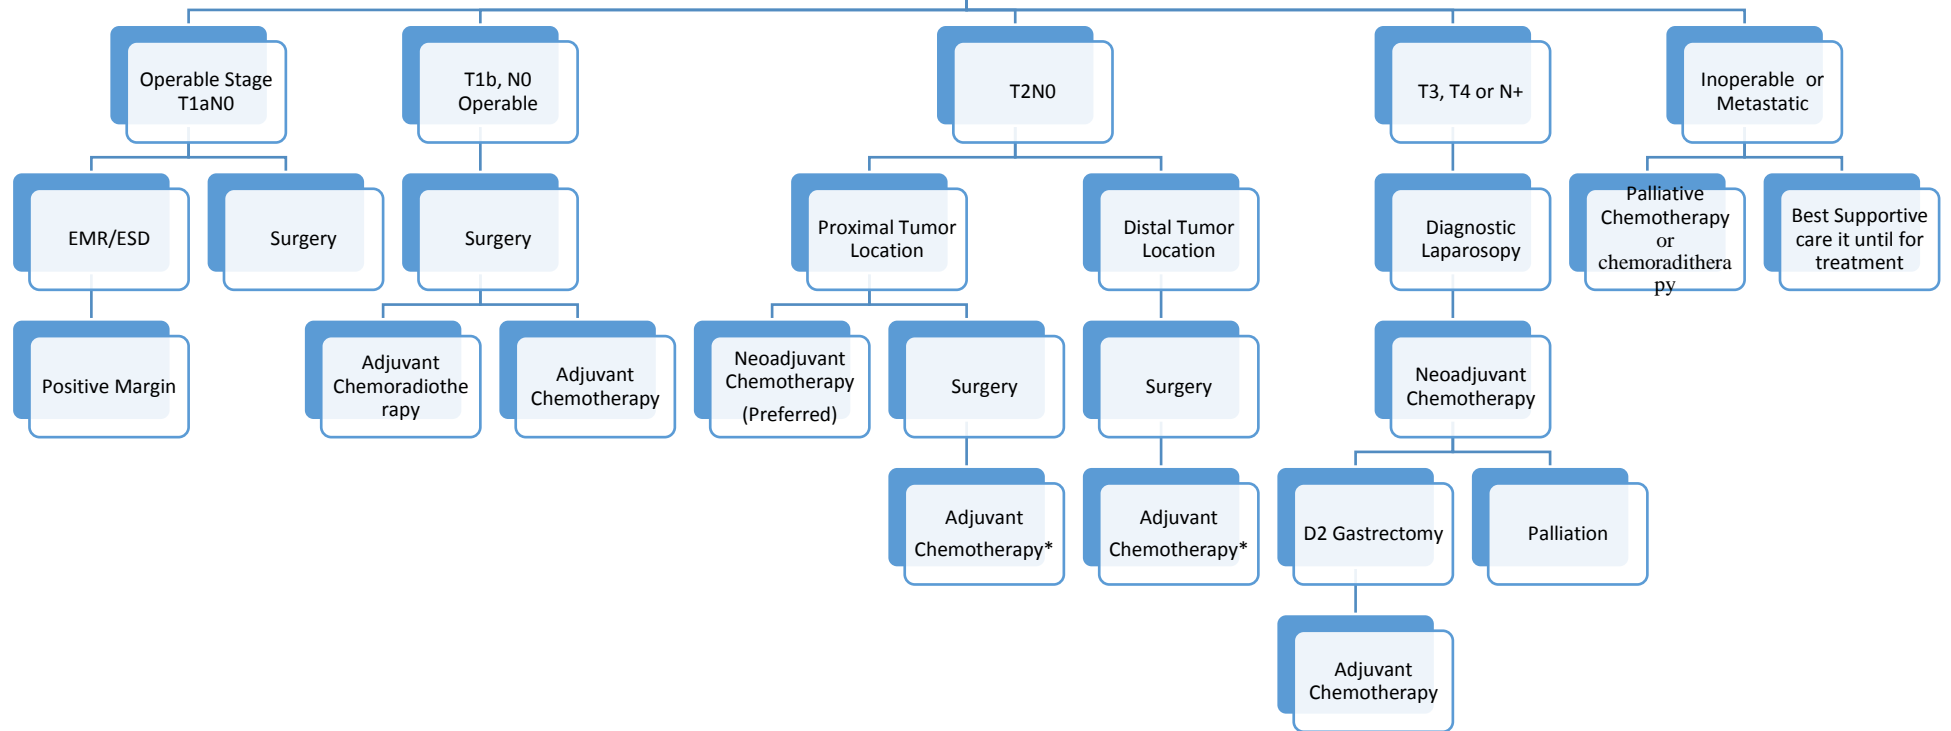 Operable Stage
T1aN0
T1b, N0
Operable
T2N0
T3, T4 or N+
Inoperable or
Metastatic
EMR/ESD
Surgery
Surgery
Proximal Tumor
Location
Distal Tumor
Location
Diagnostic
Laparosopy
Palliative
Chemotherapy
or
chemoradithera
py
Best Supportive
care it until for
treatment
Positive Margin
Adjuvant
Chemoradiothe
rapy
Adjuvant
Chemotherapy
Neoadjuvant
Chemotherapy
(Preferred)
Surgery
Surgery
Neoadjuvant
Chemotherapy
Adjuvant
Chemotherapy*
Adjuvant
Chemotherapy*
D2 Gastrectomy
Palliation
Adjuvant
Chemotherapy